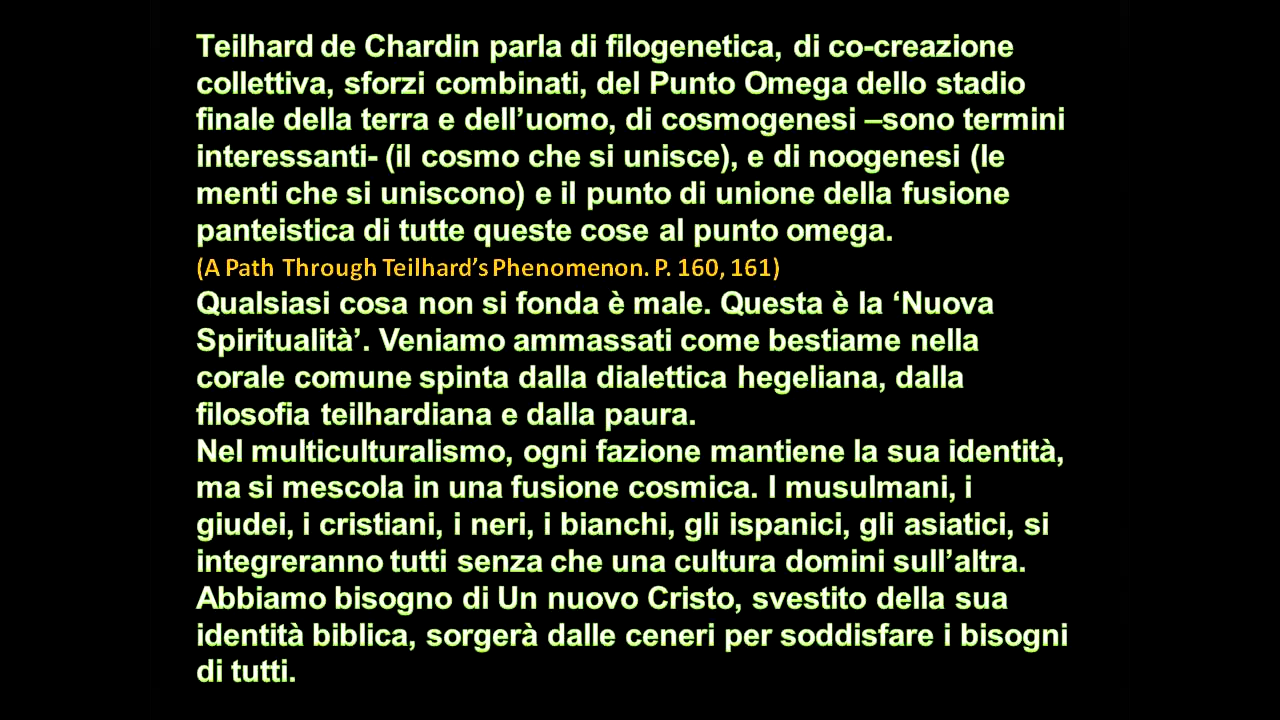 Teilhard de Chardin parla di filogenetica, di co-creazione
collettiva, sforzi combinati, del Punto Omega dello stadio
finale della terra e dell’uomo, di cosmogenesi –sono termini
interessanti- (il cosmo che si unisce), e di noogenesi (le
menti che si uniscono) e il punto di unione della fusione
panteistica di tutte queste cose al punto omega.
(A Path Through Teilhard’s Phenomenon. P. 160, 161)
Qualsiasi cosa non si fonda è male. Questa è la ‘Nuova
Spiritualità’. Veniamo ammassati come bestiame nella
corale comune spinta dalla dialettica hegeliana, dalla
filosofia teilhardiana e dalla paura.
Nel multiculturalismo, ogni fazione mantiene la sua identità,
ma si mescola in una fusione cosmica. I musulmani, i
giudei, i cristiani, i neri, i bianchi, gli ispanici, gli asiatici, si
integreranno tutti senza che una cultura domini sull’altra.
Abbiamo bisogno di Un nuovo Cristo, svestito della sua
identità biblica, sorgerà dalle ceneri per soddisfare i bisogni
di tutti.